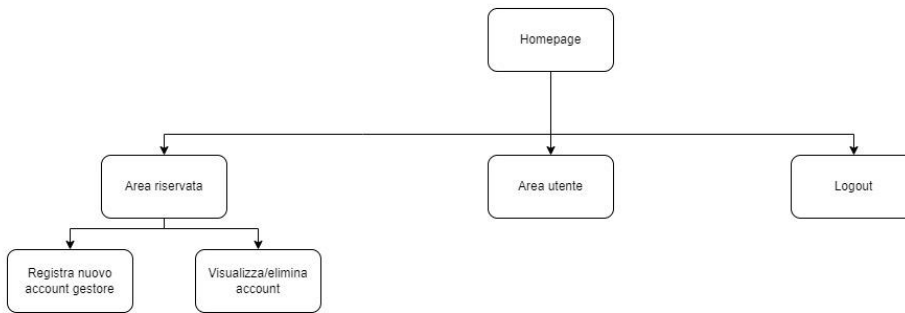 Homepage
Area riservata
Area utente
Logout
Registra nuovo
account gestore
Visualizza/elimina
account